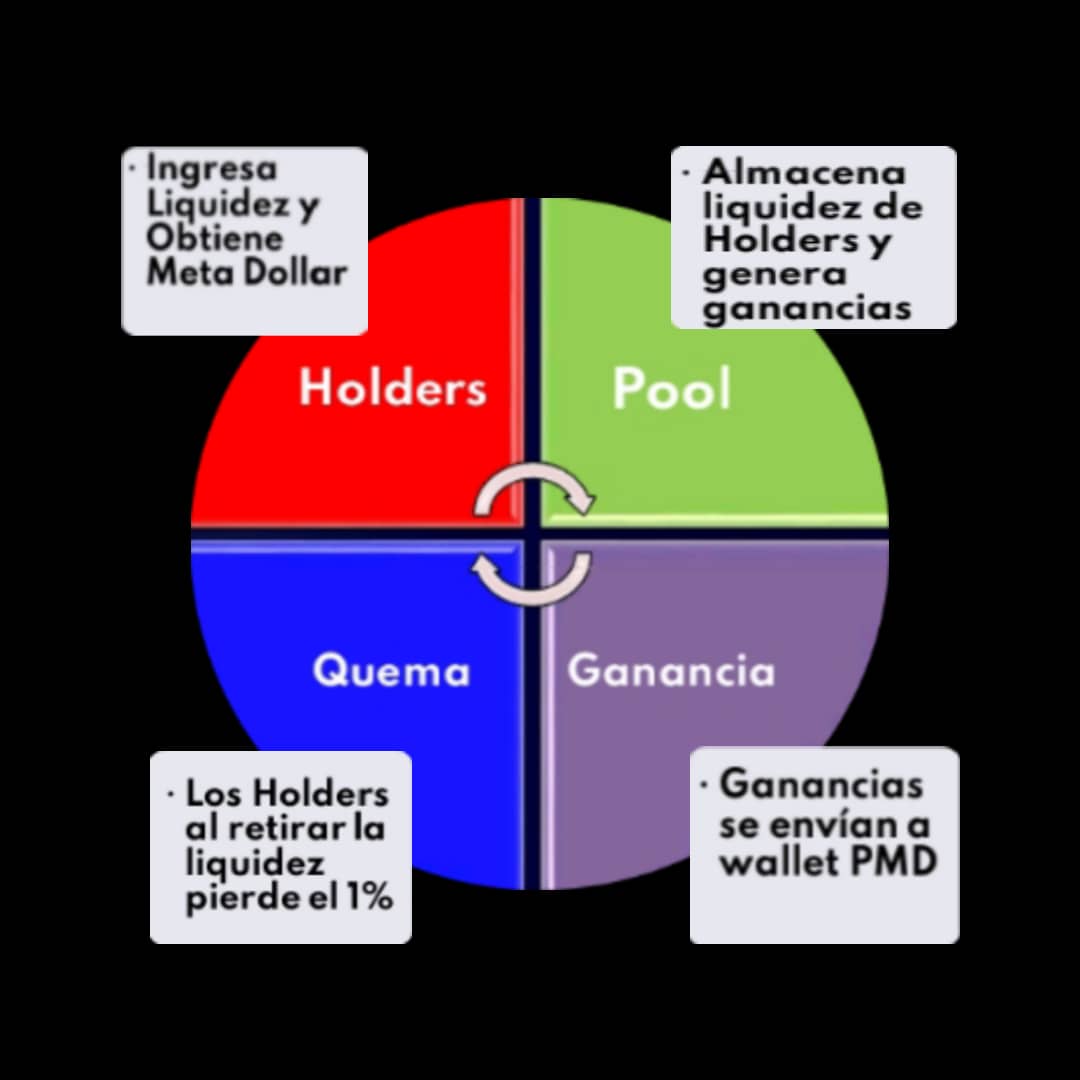 · Ingresa
Liquidez y
Obtiene
Meta Dollar
· Almacena
liquidez de
Holders y
genera
ganancias
Holders
Pool
Quema
Ganancia
· Los Holders
al retirar la
liquidez
pierde el 1%
· Ganancias
se envían a
wallet PMD